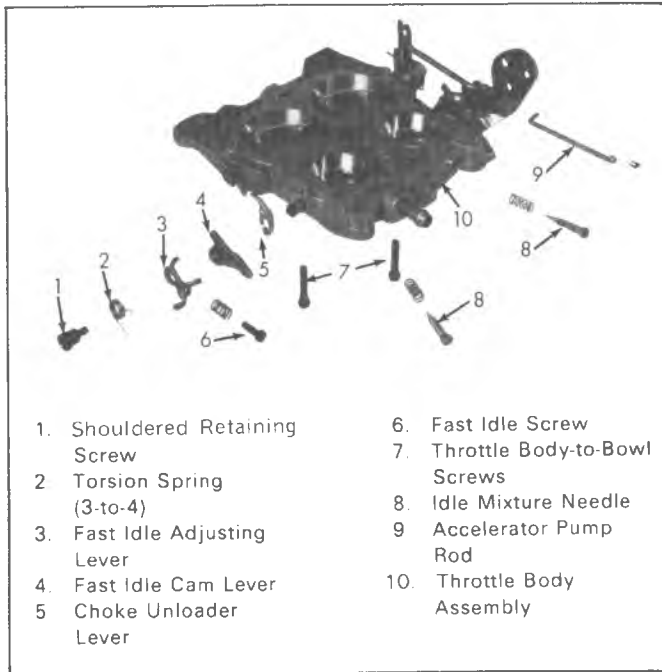 1
2
3
4
5
6
7
8
8
9
10
1. Shouldered Retaining
Screw
2. Torsion Spring
(3-to-4)
3. Fast Idle Adjusting
Lever
4. Fast Idle Cam Lever
5 Choke Unloader
Lever
6. Fast Idle Screw
7. Throttle Body-to-Bowl
Screws
8. Idle Mixture Needle
9 Accelerator Pump
Rod
10. Throttle Body
Assembly